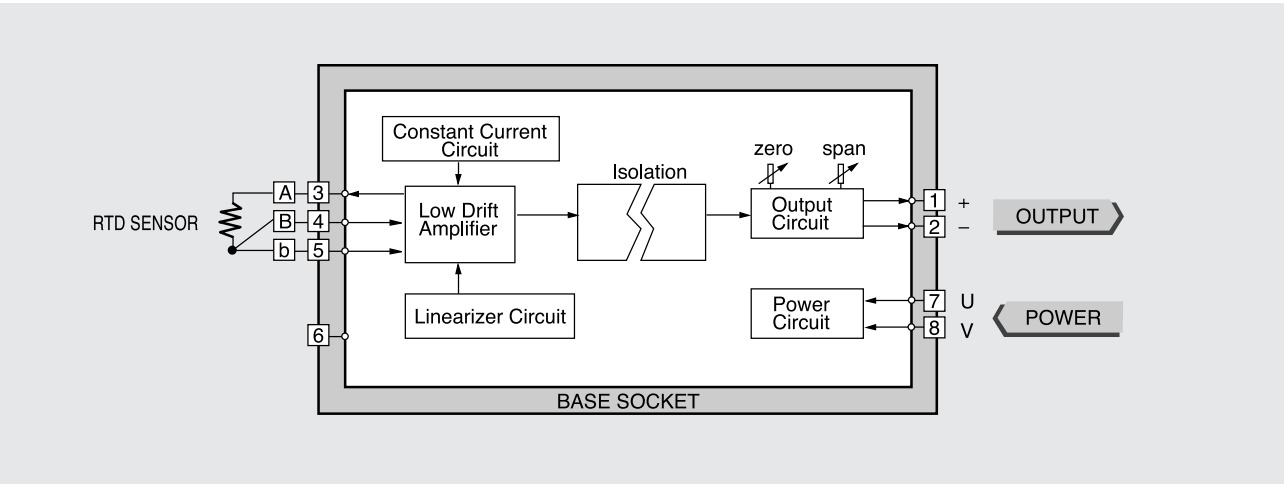 Constant Current
Circuit
zero span
Isolation
A 3
Low Drift
Amplifier
Output
Circuit
1 +
OUTPUT
RTD SENSOR
B 4
2 −
b 5
Linearizer Circuit
Power
Circuit
7 U
POWER
6
8 V
BASE SOCKET